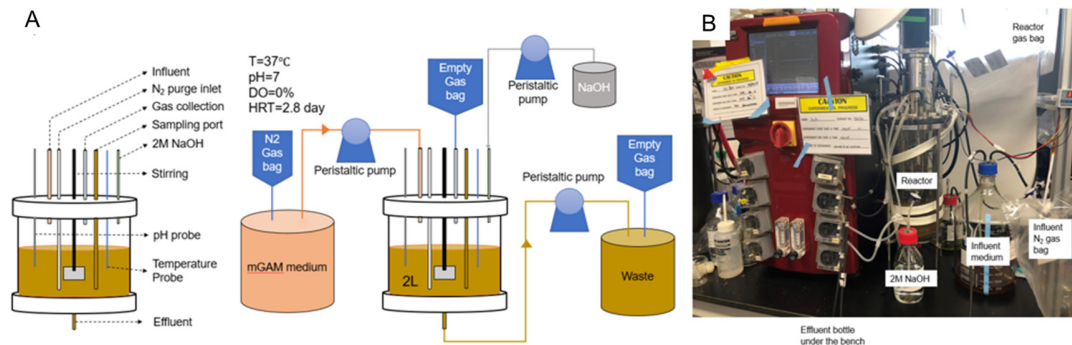 A
Influent
N₂ purge inlet
Gas collection
Sampling port
2M NaOH
Stirring
pH probe
Temperature
Probe
Effluent
T=37℃
pH=7
DO=0%
HRT=2.8 day
N2
Gas
bag
Peristaltic pump
mGAM medium
Empty
Gas
bag
Peristaltic
pump
NaOH
2L
Peristaltic pump
Empty
Gas
bag
Waste
B
Reactor
gas bag
CAUTION
CAUTION
Reactor
Influent
medium
Influent
N₂ gas
bag
2M NaOH
Effluent bottle
under the bench